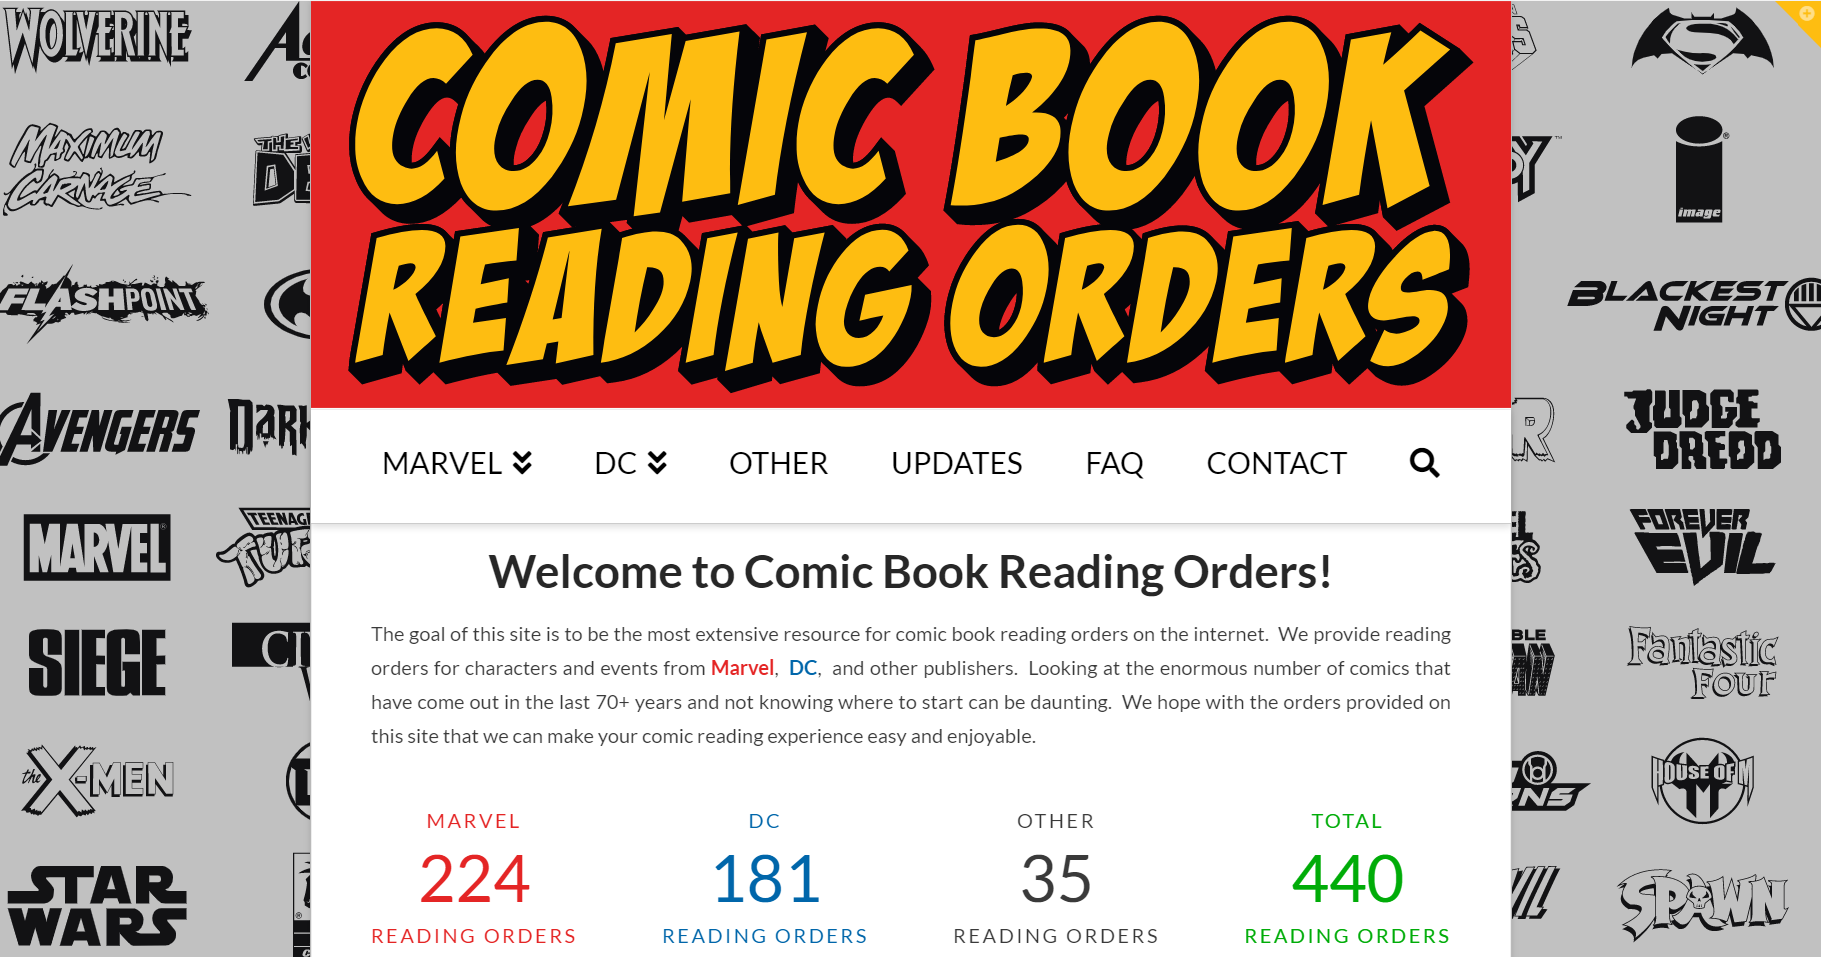 COMIC BOOK
READING ORDERS
MARVEL
DC
OTHER
UPDATES
FAQ
CONTACT
Welcome to Comic Book Reading Orders!
The goal of this site is to be the most extensive resource for comic book reading orders on the internet. We provide reading
orders for characters and events from Marvel, DC, and other publishers. Looking at the enormous number of comics that
have come out in the last 70+ years and not knowing where to start can be daunting. We hope with the orders provided on
this site that we can make your comic reading experience easy and enjoyable.
MARVEL
224
READING ORDERS
DC
181
READING ORDERS
OTHER
35
READING ORDERS
TOTAL
440
READING ORDERS
WOLVERINE
MAXIMUM
CARNAGE
THE
FLASHPOINT
AVENGERS
DARK
MARVEL
SIEGE
the X-MEN
STAR
WARS
image
BLACKEST
NIGHT
JUDGE
DREDD
FOREVER
EVIL
Fantastic
Four
HOUSE OF M
SPAWN